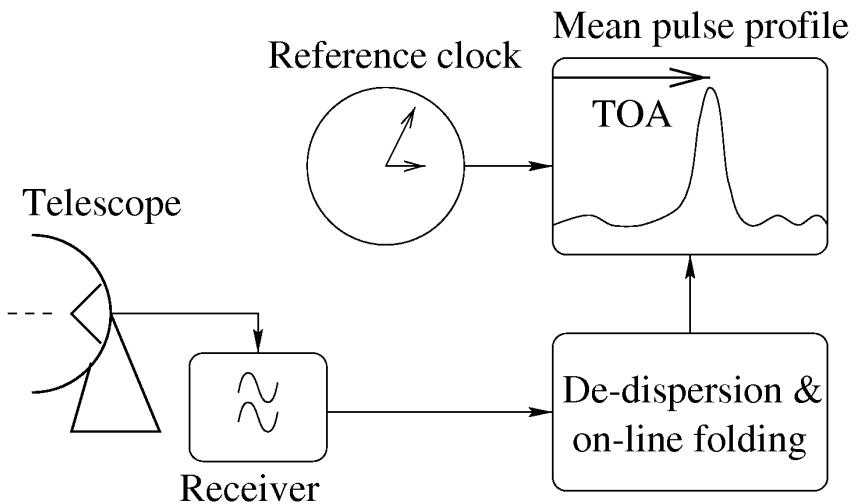 Mean pulse profile
Reference clock
TOA
Telescope
De-dispersion &
on-line folding
Receiver